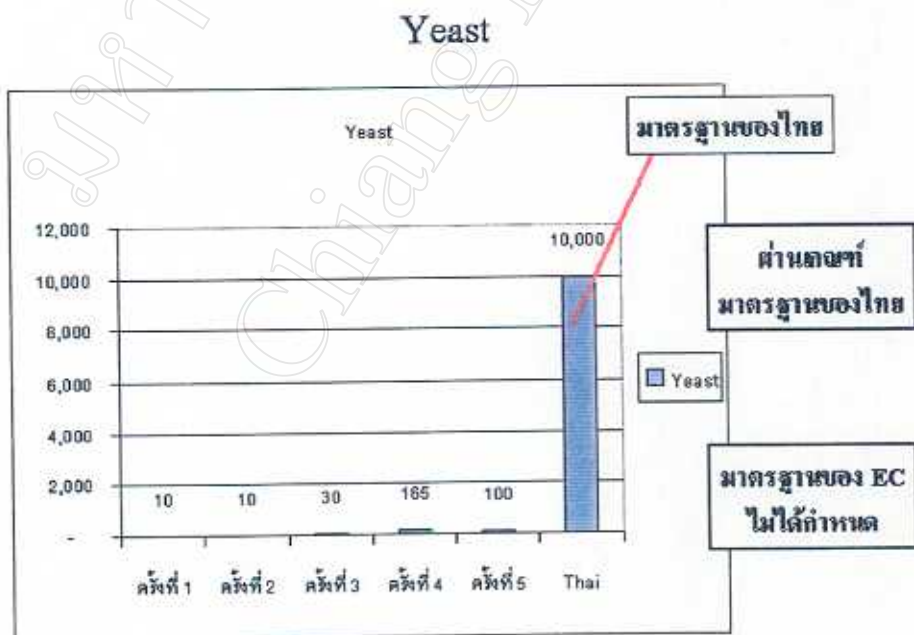 Yeast
Yeast
มาตรฐานของไทย
12,000
10,000
10,000
ผ่านเกณฑ์
มาตรฐานของไทย
8,000
6,000
Yeast
4,000
2,000
10 10 30 165 100
มาตรฐานของ EC
ไม่ได้กำหนด
-
ครั้งที่ 1 ครั้งที่ 2 ครั้งที่ 3 ครั้งที่ 4 ครั้งที่ 5 Thai
Chiang